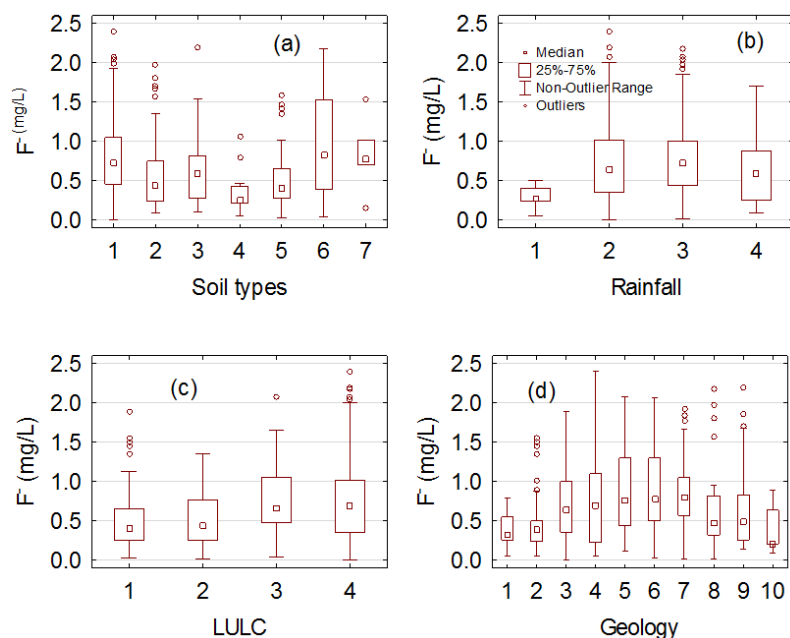 2.5
2.0
1.5
1.0
0.5
0.0
F- (mg/L)
(a)
1 2 3 4 5 6 7
Soil types
2.5
2.0
1.5
1.0
0.5
0.0
F- (mg/L)
(b)
Median
25%-75%
Non-Outlier Range
Outliers
1 2 3 4
Rainfall
2.5
2.0
1.5
1.0
0.5
0.0
F- (mg/L)
(c)
1 2 3 4
LULC
2.5
2.0
1.5
1.0
0.5
0.0
F- (mg/L)
(d)
1 2 3 4 5 6 7 8 9 10
Geology